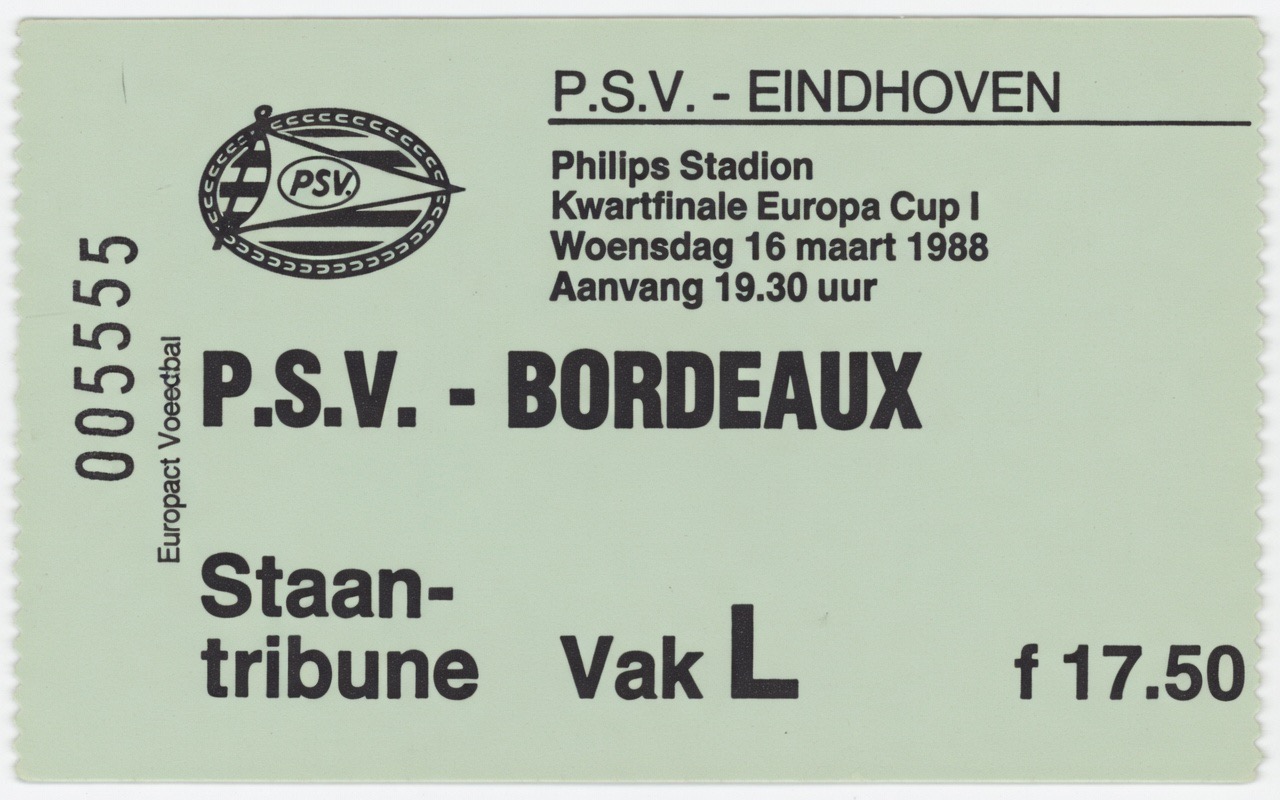 P.S.V. - EINDHOVEN
PSV.
Philips Stadion
Kwartfinale Europa Cup I
Woensdag 16 maart 1988
Aanvang 19.30 uur
005555
Europact Voeedbal
P.S.V. - BORDEAUX
Staan-
tribune Vak L f 17.50